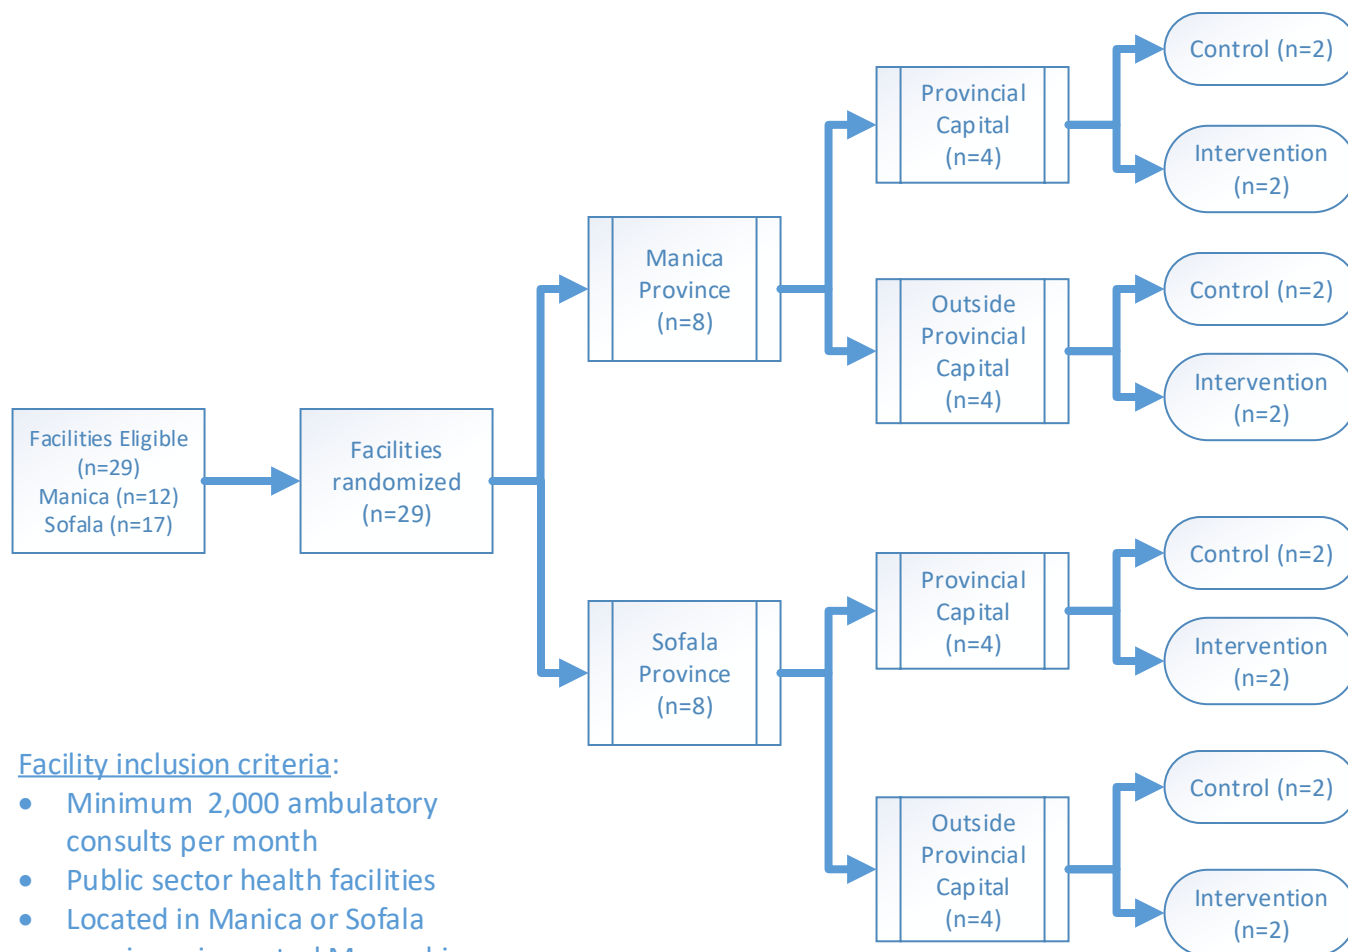 Facilities Eligible
(n=29)
Manica (n=12)
Sofala (n=17)
Facilities
randomized
(n=29)
Manica
Province
(n=8)
Sofala
Province
(n=8)
Provincial
Capital
(n=4)
Outside
Provincial
Capital
(n=4)
Provincial
Capital
(n=4)
Outside
Provincial
Capital
(n=4)
Control (n=2)
Intervention
(n=2)
Control (n=2)
Intervention
(n=2)
Control (n=2)
Intervention
(n=2)
Control (n=2)
Intervention
(n=2)
Facility inclusion criteria:
• Minimum 2,000 ambulatory
consults per month
• Public sector health facilities
• Located in Manica or Sofala